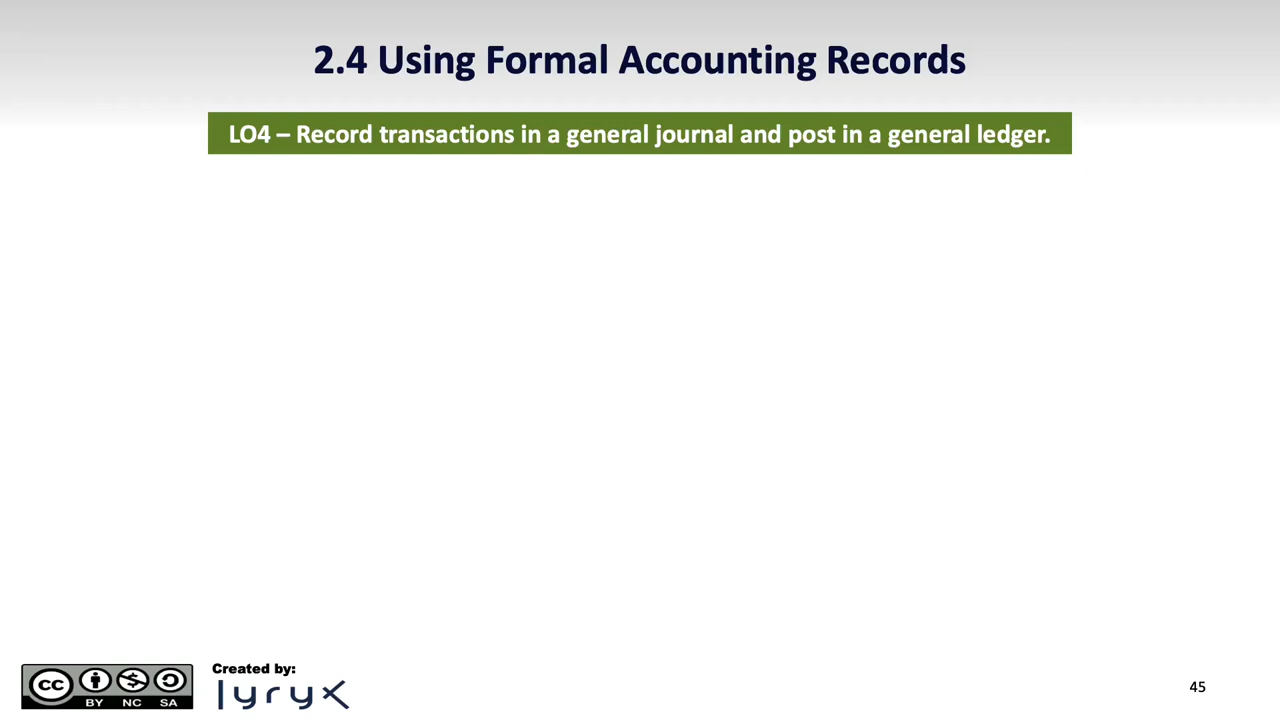 2.4 Using Formal Accounting Records
LO4 – Record transactions in a general journal and post in a general ledger.
Created by:
lyryx
CC
BY NC SA
45